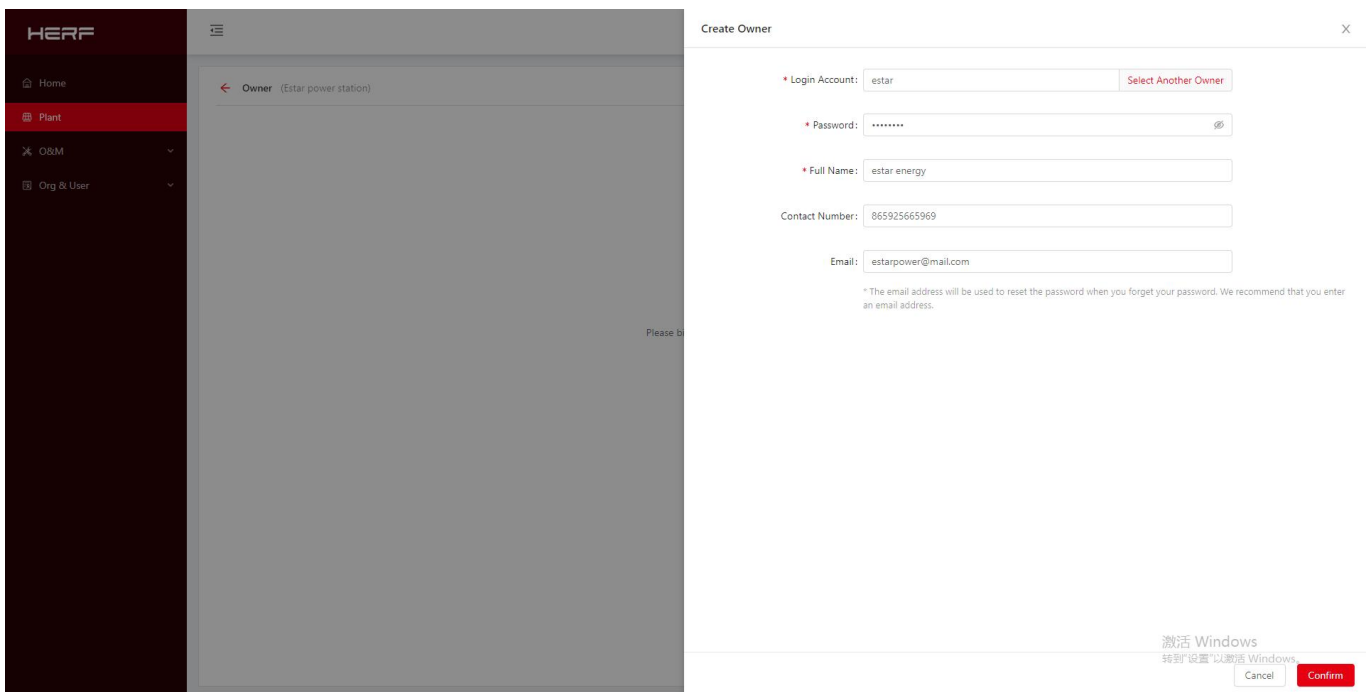 HERF
Home
Plant
O&M
Org & User
Owner (Estar power station)
Please bi
Create Owner
* Login Account: estar Select Another Owner
* Password: ••••••••
* Full Name: estar energy
Contact Number: 865925665969
Email: estarpower@mail.com
* The email address will be used to reset the password when you forget your password. We recommend that you enter
an email address.
激活 Windows
转到"设置"以激活 Windows。
Cancel Confirm